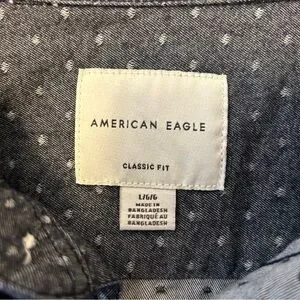 AMERICAN EAGLE
CLASSIC FIT
L/G/G
MADE IN
BANGLADESH
FABRIQUÉ AU
BANGLADESH